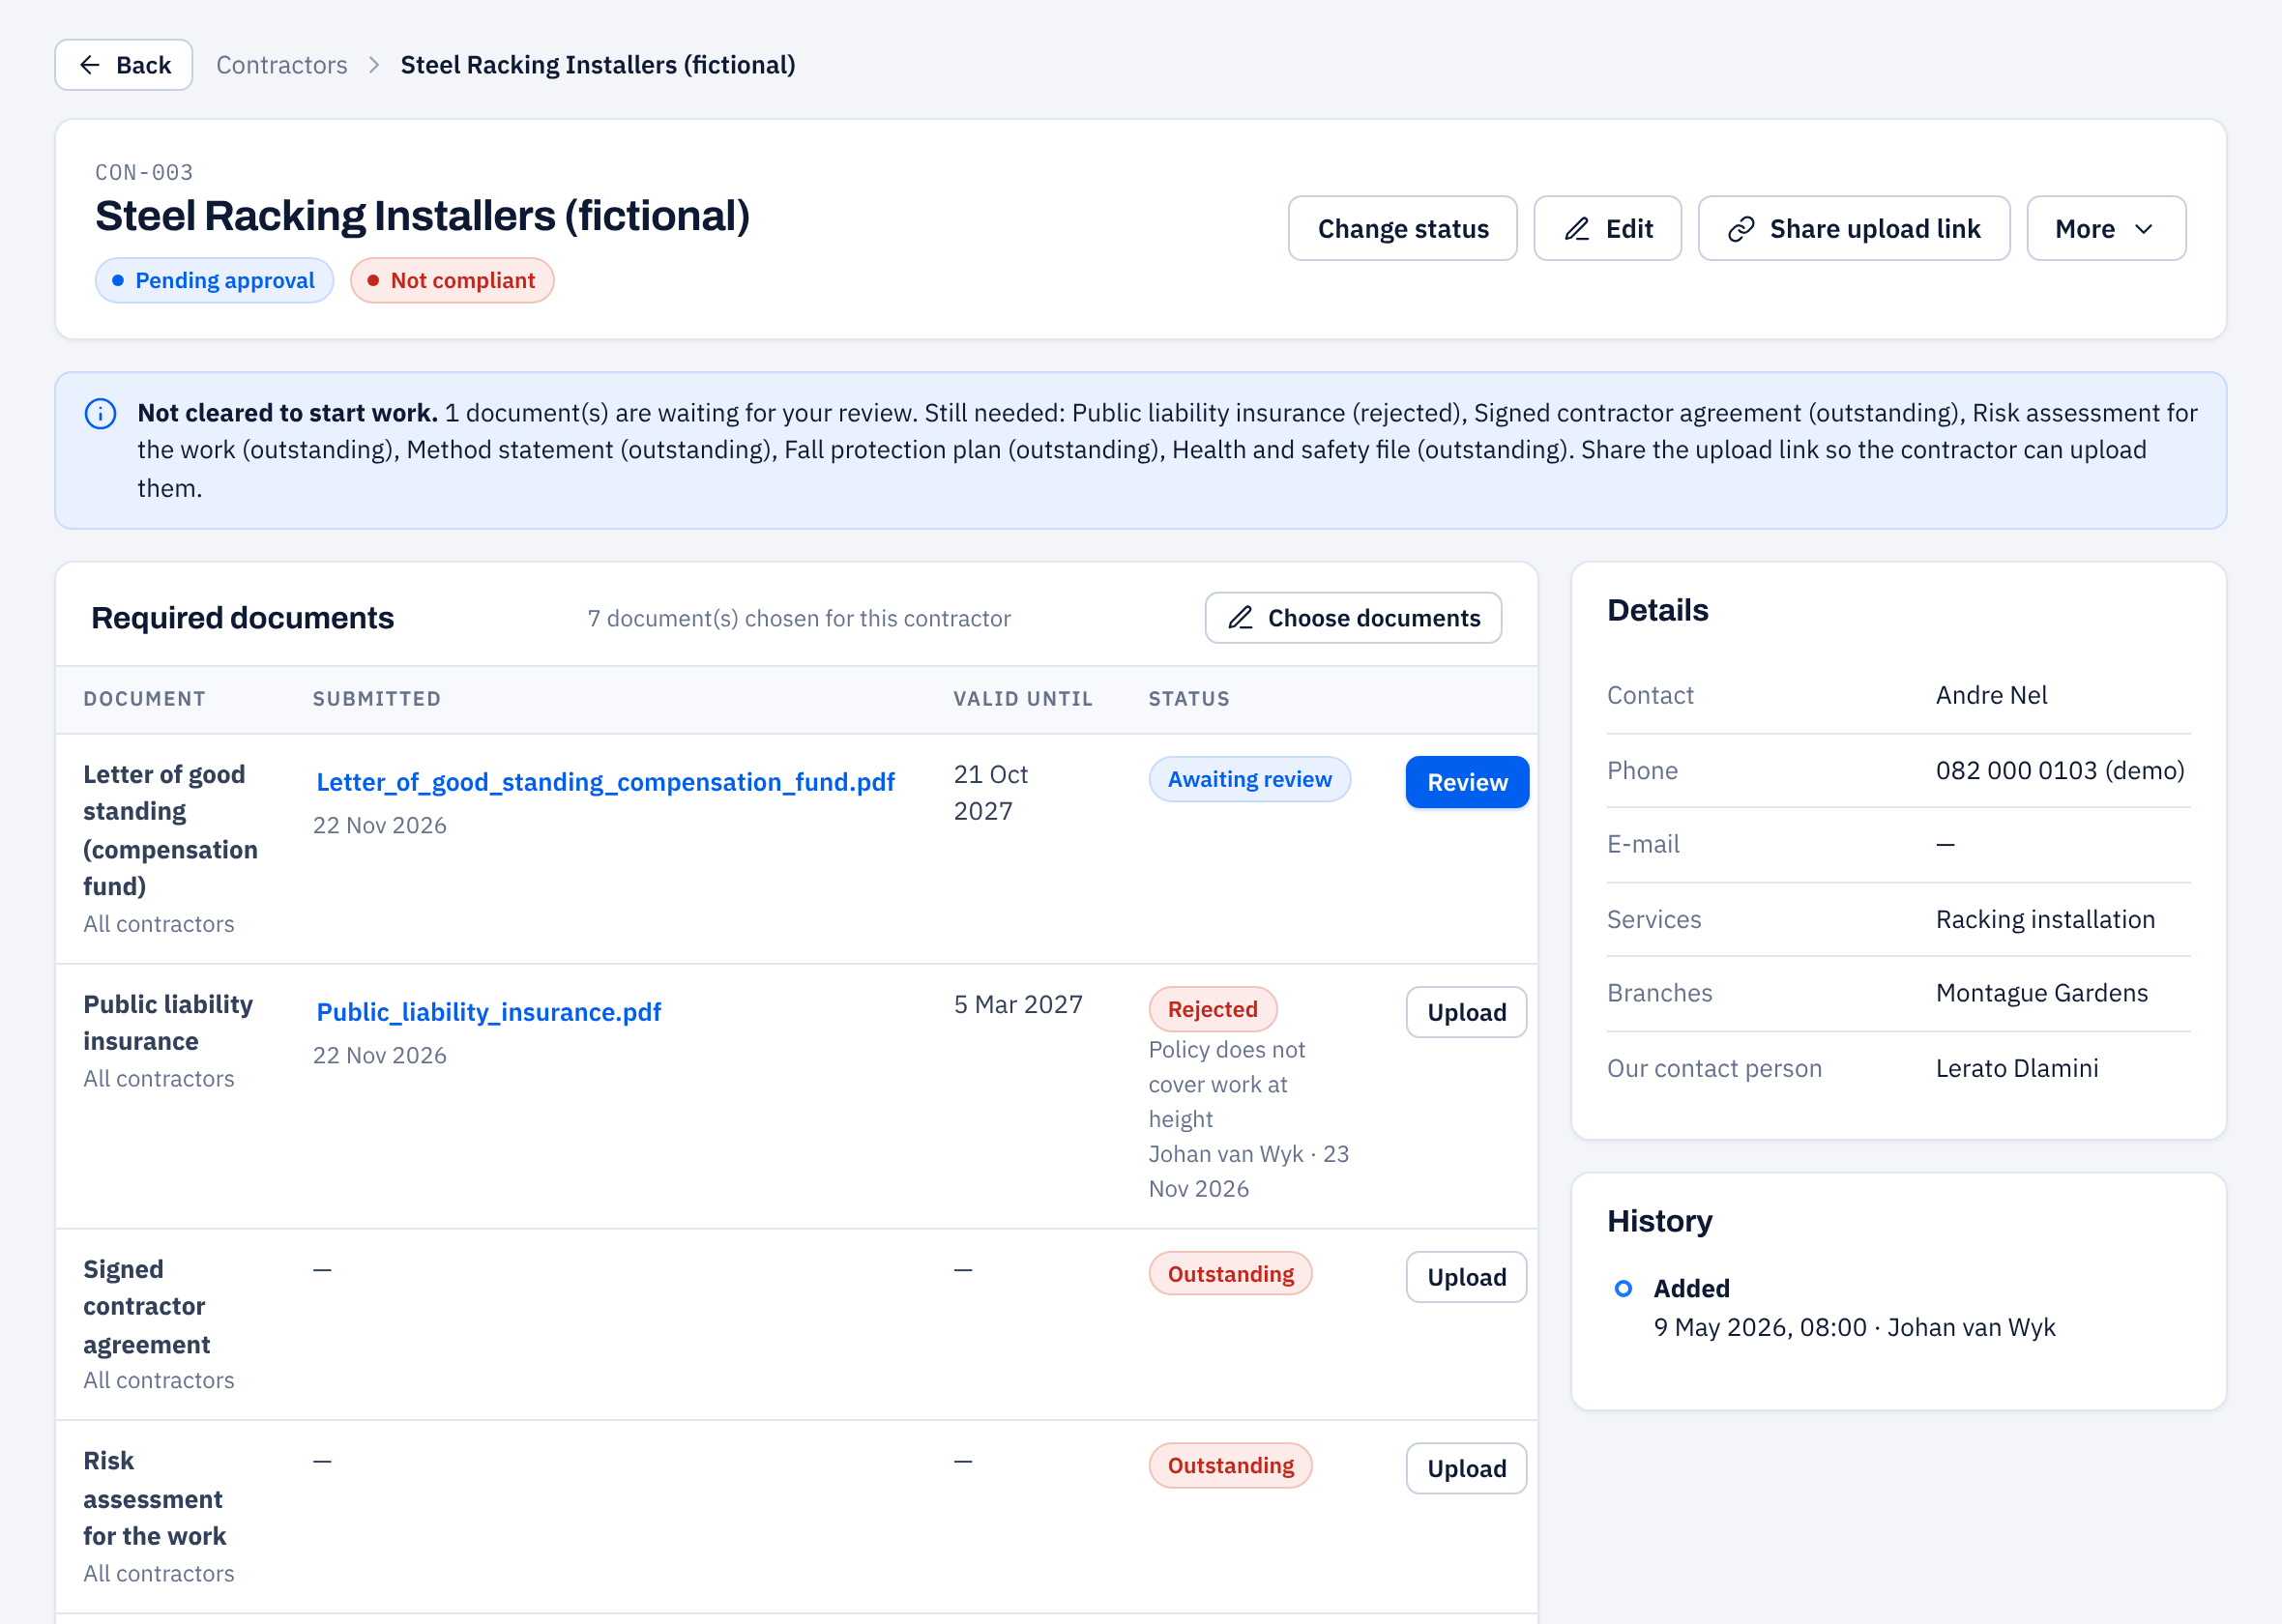 Back
Contractors
Steel Racking Installers (fictional)
CON-003
Steel Racking Installers (fictional)
Pending approval
Not compliant
Change status
Edit
Share upload link
More
Not cleared to start work. 1 document(s) are waiting for your review. Still needed: Public liability insurance (rejected), Signed contractor agreement (outstanding), Risk assessment for
the work (outstanding), Method statement (outstanding), Fall protection plan (outstanding), Health and safety file (outstanding). Share the upload link so the contractor can upload
them.
Required documents
7 document(s) chosen for this contractor
Choose documents
DOCUMENT
SUBMITTED
VALID UNTIL
STATUS
Letter of good
standing
(compensation
fund)
All contractors
Letter_of_good_standing_compensation_fund.pdf
22 Nov 2026
21 Oct
2027
Awaiting review
Review
Public liability
insurance
All contractors
Public_liability_insurance.pdf
22 Nov 2026
5 Mar 2027
Rejected
Policy does not
cover work at
height
Johan van Wyk · 23
Nov 2026
Upload
Signed
contractor
agreement
All contractors
—
—
Outstanding
Upload
Risk
assessment
for the work
All contractors
—
—
Outstanding
Upload
Details
Contact
Andre Nel
Phone
082 000 0103 (demo)
E-mail
—
Services
Racking installation
Branches
Montague Gardens
Our contact person
Lerato Dlamini
History
Added
9 May 2026, 08:00 · Johan van Wyk